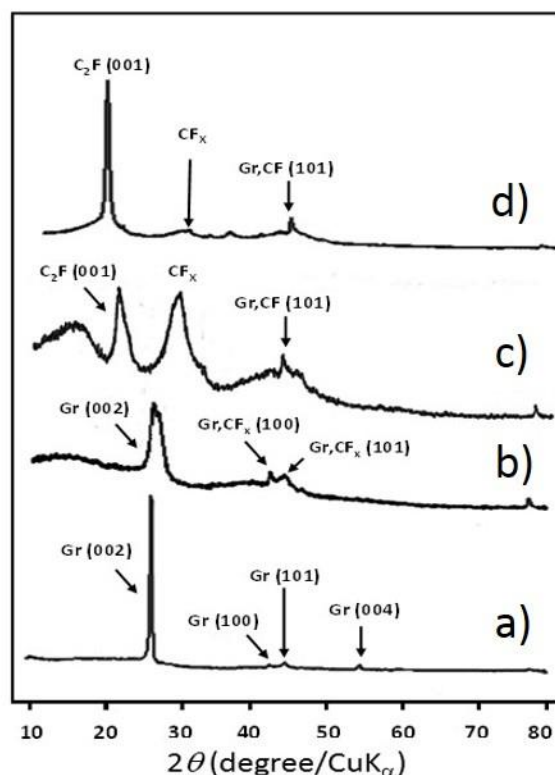 C₂F (001)
CFₓ
Gr,CF (101)
d)
C₂F (001)
CFₓ
Gr,CF (101)
c)
Gr (002)
Gr,CFₓ (100)
Gr,CFₓ (101)
b)
Gr (002)
Gr (101)
Gr (100)
Gr (004)
a)
10 20 30 43 50 60 70 80
2θ (degree/CuKα)